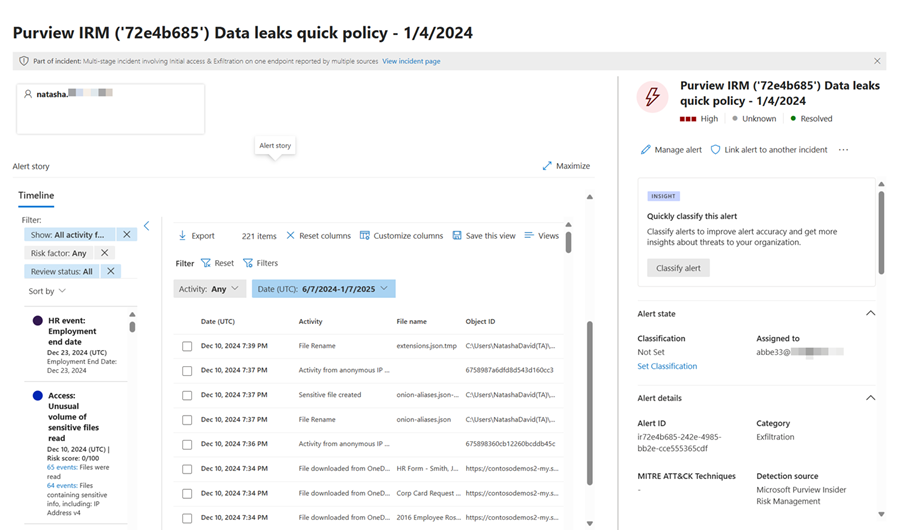 Purview IRM ('72e4b685') Data leaks quick policy - 1/4/2024
Part of incident: Multi-stage incident involving initial access & Exfiltration on one endpoint reported by multiple sources View incident page
natasha.
Alert story
Alert story
Maximize
Timeline
Filter:
Show: All activity f...
Risk factor: Any
Review status: All
Sort by
HR event:
Employment
end date
Dec 23, 2024 (UTC)
Employment End Date:
Dec 23, 2024
Access:
Unusual
volume of
sensitive files
read
Dec 10, 2024 (UTC) |
Risk score: 0/100
65 events: Files were
read
64 events: Files
containing sensitive
info, including: IP
Address v4
Export 221 items Reset columns Customize columns Save this view Views
Filter Reset Filters
Activity: Any Date (UTC): 6/7/2024-1/7/2025
Date (UTC) Activity File name Object ID
Dec 10, 2024 7:39 PM File Rename extensions.json.tmp C:\Users\NatashaDavid(TA)\...
Dec 10, 2024 7:37 PM Activity from anonymous IP ... 6758987a6dfd8d543d160cc3
Dec 10, 2024 7:37 PM Sensitive file created onion-aliases.json-... C:\Users\NatashaDavid(TA)\...
Dec 10, 2024 7:37 PM File Rename onion-aliases.json C:\Users\NatashaDavid(TA)\...
Dec 10, 2024 7:36 PM Activity from anonymous IP ... 675898360cb12260bcddb45c
Dec 10, 2024 7:34 PM File downloaded from OneD... HR Form - Smith, J... https://contosodemos2-my.s...
Dec 10, 2024 7:34 PM File downloaded from OneD... Corp Card Request ... https://contosodemos2-my.s...
Dec 10, 2024 7:34 PM File downloaded from OneD... 2016 Employee Ros... https://contosodemos2-my.s...
Purview IRM ('72e4b685') Data leaks
quick policy - 1/4/2024
High Unknown Resolved
Manage alert Link alert to another incident ...
INSIGHT
Quickly classify this alert
Classify alerts to improve alert accuracy and get more
insights about threats to your organization.
Classify alert
Alert state
Classification Assigned to
Not Set abbe33@
Set Classification
Alert details
Alert ID Category
ir72e4b685-242e-4985- Exfiltration
bb2e-cce555365cdf
MITRE ATT&CK Techniques Detection source
- Microsoft Purview Insider
Risk Management